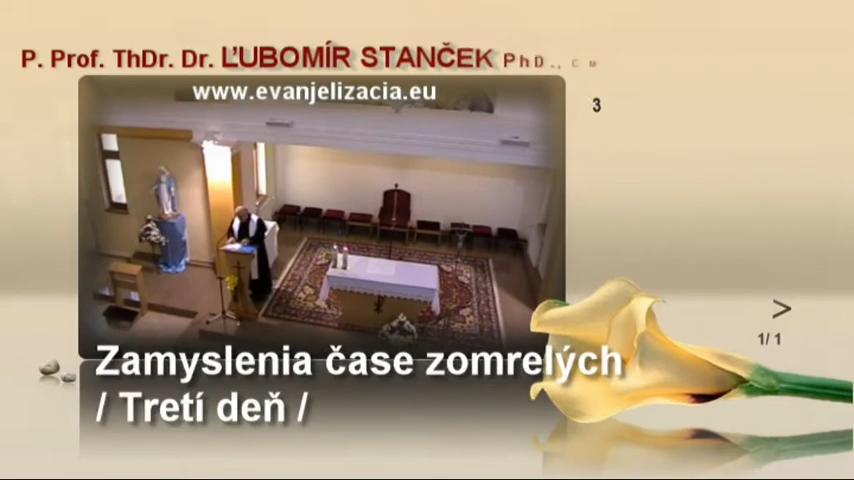 P. Prof. ThDr. Dr. ĽUBOMÍR STANČEK PhD., CM
www.evanjelizacia.eu
3
>
1/ 1
Zamyslenia čase zomrelých
/ Tretí deň /